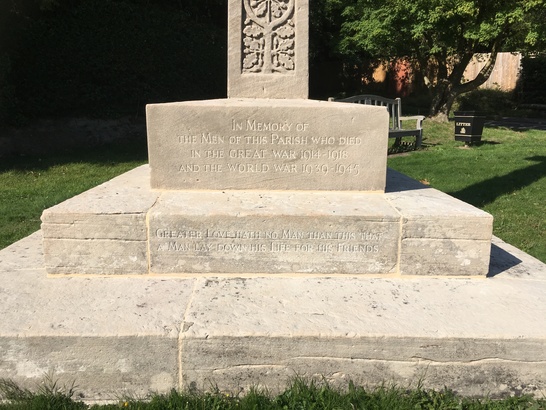 IN MEMORY OF
THE MEN OF THIS PARISH WHO DIED
IN THE GREAT WAR 1914-1918
AND THE WORLD WAR 1939-1945
GREATER LOVE HATH NO MAN THAN THIS THAT
A MAN LAY DOWN HIS LIFE FOR HIS FRIENDS
LITTER